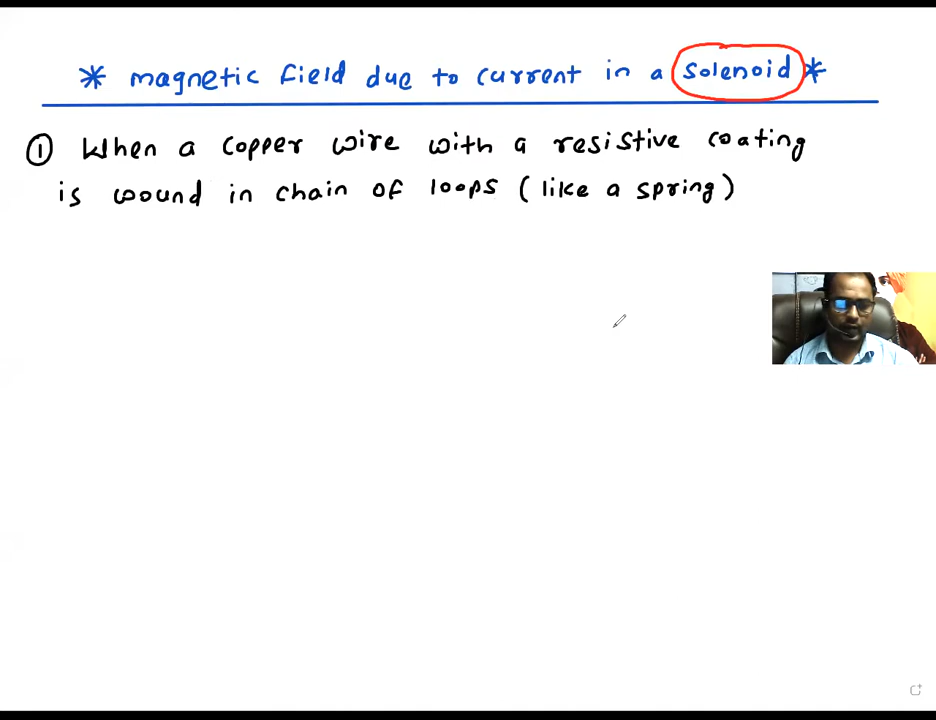 * magnetic field due to current in a solenoid *
① When a copper wire with a resistive coating
is wound in chain of loops (like a spring)